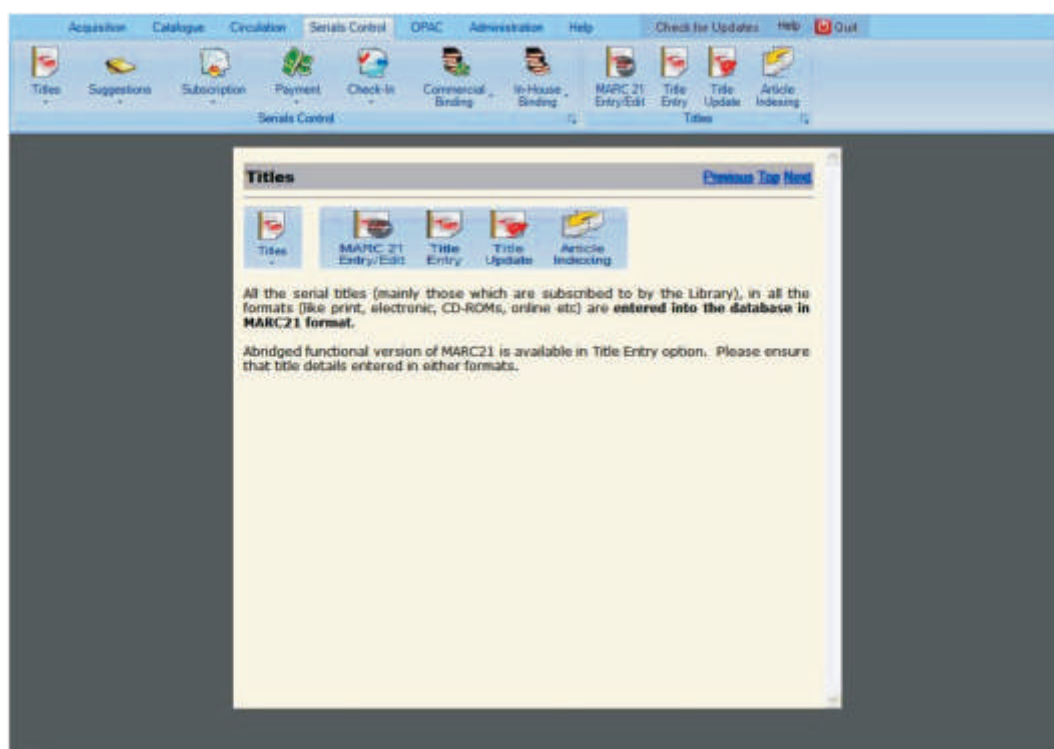 Acquisition Catalogue Circulation Serials Control OPAC Administration Help Check for Updates Help Quit
Titles Suggestions Subscription Payment Check-In Commercial Binding In-House Binding MARC 21 Entry/Edit Title Entry Title Update Article Indexing
Serials Control Titles
Titles Previous Top Next
Titles MARC 21 Entry/Edit Title Entry Title Update Article Indexing
All the serial titles (mainly those which are subscribed to by the Library), in all the
formats (like print, electronic, CD-ROMs, online etc) are entered into the database in
MARC21 format.
Abridged functional version of MARC21 is available in Title Entry option. Please ensure
that title details entered in either formats.